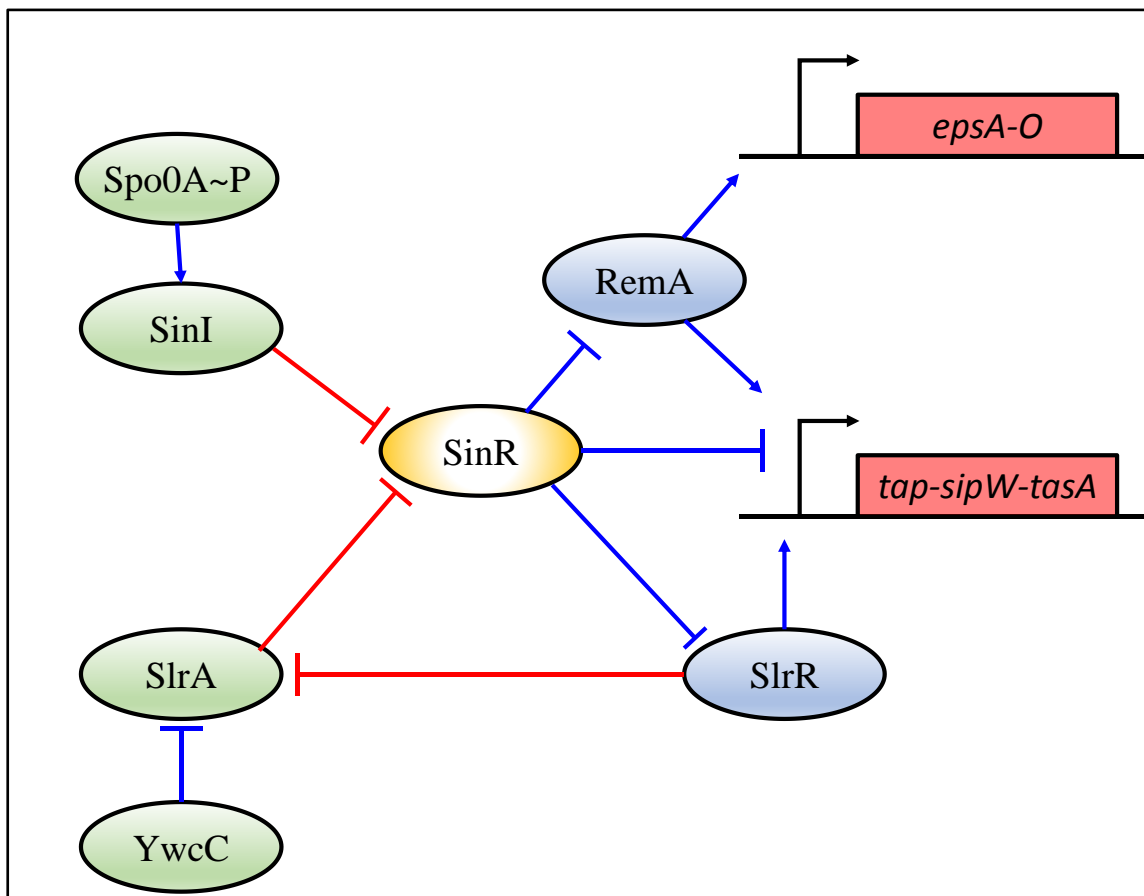 epsA-O
Spo0A~P
RemA
SinI
SinR
tap-sipW-tasA
SlrA
SlrR
YwcC